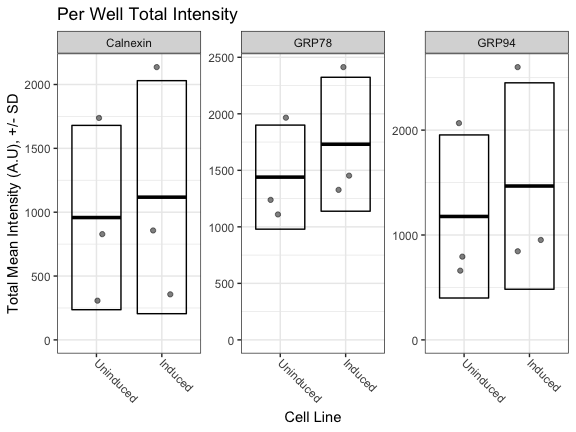 Per Well Total Intensity
Calnexin
GRP78
GRP94
Total Mean Intensity (A.U), +/- SD
2000
1500
1000
500
0
2500
2000
1500
1000
500
0
2000
1000
0
Uninduced
Induced
Uninduced
Induced
Uninduced
Induced
Cell Line